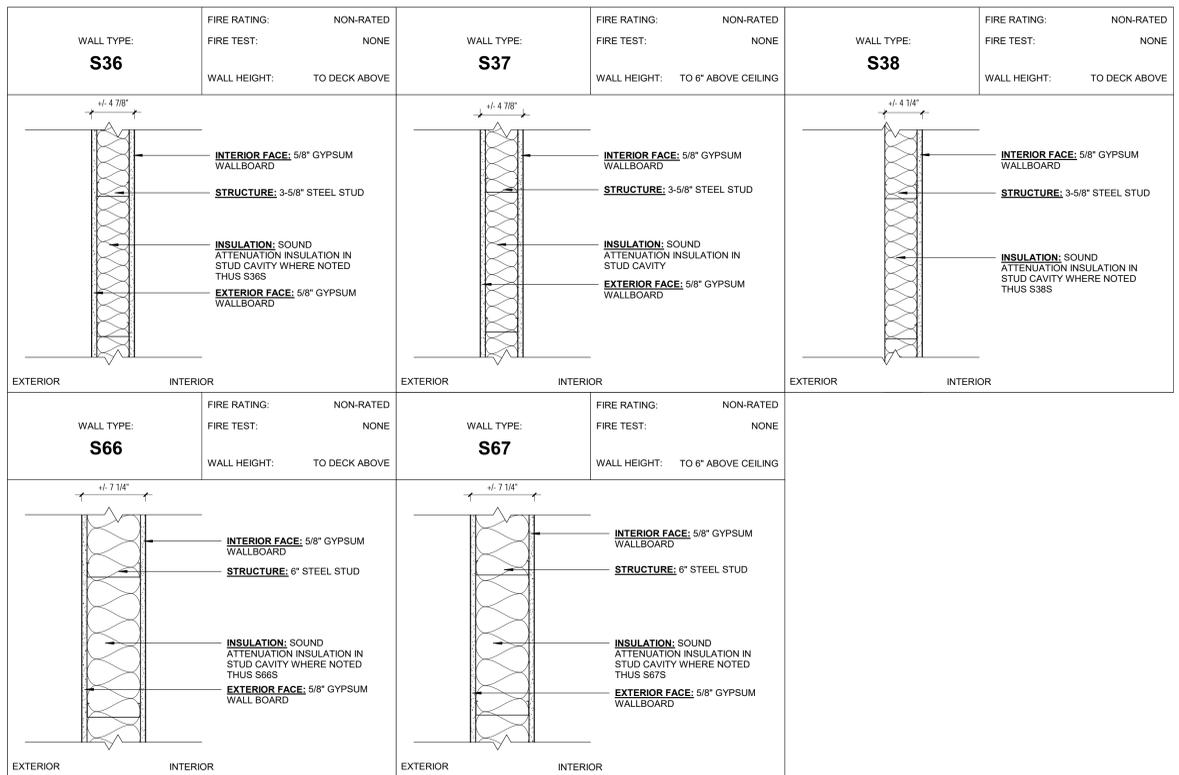 WALL TYPE:
S36
FIRE RATING: NON-RATED
FIRE TEST: NONE
WALL HEIGHT: TO DECK ABOVE
+/- 4 7/8"
INTERIOR FACE: 5/8" GYPSUM
WALLBOARD
STRUCTURE: 3-5/8" STEEL STUD
INSULATION: SOUND
ATTENUATION INSULATION IN
STUD CAVITY WHERE NOTED
THUS S36S
EXTERIOR FACE: 5/8" GYPSUM
WALLBOARD
EXTERIOR INTERIOR
WALL TYPE:
S37
FIRE RATING: NON-RATED
FIRE TEST: NONE
WALL HEIGHT: TO 6" ABOVE CEILING
+/- 4 7/8"
INTERIOR FACE: 5/8" GYPSUM
WALLBOARD
STRUCTURE: 3-5/8" STEEL STUD
INSULATION: SOUND
ATTENUATION INSULATION IN
STUD CAVITY
EXTERIOR FACE: 5/8" GYPSUM
WALLBOARD
EXTERIOR INTERIOR
WALL TYPE:
S38
FIRE RATING: NON-RATED
FIRE TEST: NONE
WALL HEIGHT: TO DECK ABOVE
+/- 4 1/4"
INTERIOR FACE: 5/8" GYPSUM
WALLBOARD
STRUCTURE: 3-5/8" STEEL STUD
INSULATION: SOUND
ATTENUATION INSULATION IN
STUD CAVITY WHERE NOTED
THUS S38S
EXTERIOR INTERIOR
WALL TYPE:
S66
FIRE RATING: NON-RATED
FIRE TEST: NONE
WALL HEIGHT: TO DECK ABOVE
+/- 7 1/4"
INTERIOR FACE: 5/8" GYPSUM
WALLBOARD
STRUCTURE: 6" STEEL STUD
INSULATION: SOUND
ATTENUATION INSULATION IN
STUD CAVITY WHERE NOTED
THUS S66S
EXTERIOR FACE: 5/8" GYPSUM
WALL BOARD
EXTERIOR INTERIOR
WALL TYPE:
S67
FIRE RATING: NON-RATED
FIRE TEST: NONE
WALL HEIGHT: TO 6" ABOVE CEILING
+/- 7 1/4"
INTERIOR FACE: 5/8" GYPSUM
WALLBOARD
STRUCTURE: 6" STEEL STUD
INSULATION: SOUND
ATTENUATION INSULATION IN
STUD CAVITY WHERE NOTED
THUS S67S
EXTERIOR FACE: 5/8" GYPSUM
WALLBOARD
EXTERIOR INTERIOR